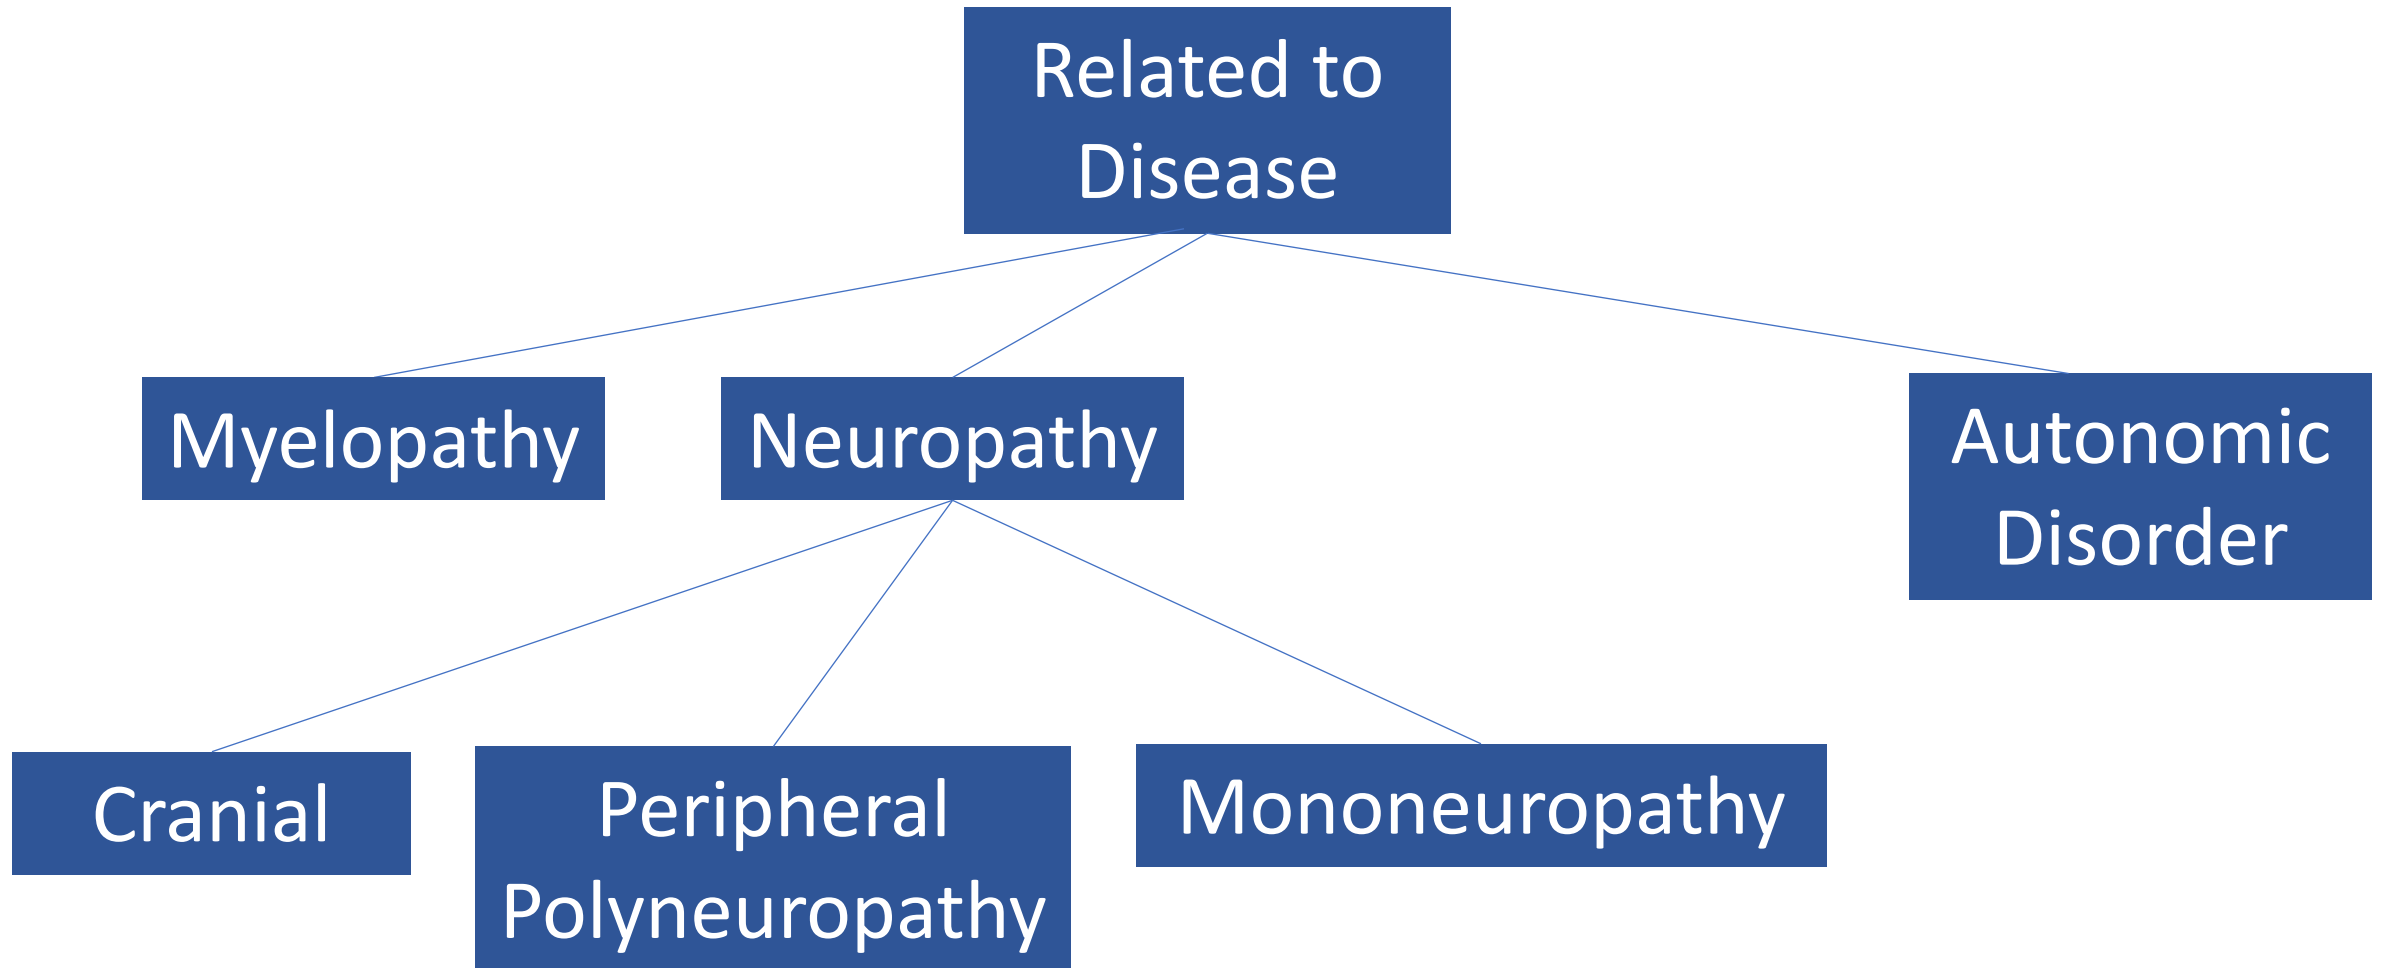 Related to
Disease
Myelopathy
Neuropathy
Autonomic
Disorder
Cranial
Peripheral
Polyneuropathy
Mononeuropathy